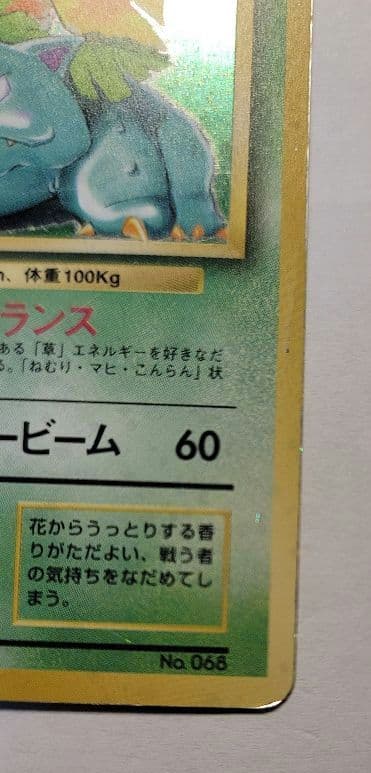 、体重100Kg
ランス
ある「草」エネルギーを好きなだ
る。「ねむり・マヒ・こんらん」状
ービーム 60
花からうっとりする香
りがただよい、戦う者
の気持ちをなだめてし
まう。
No. 068